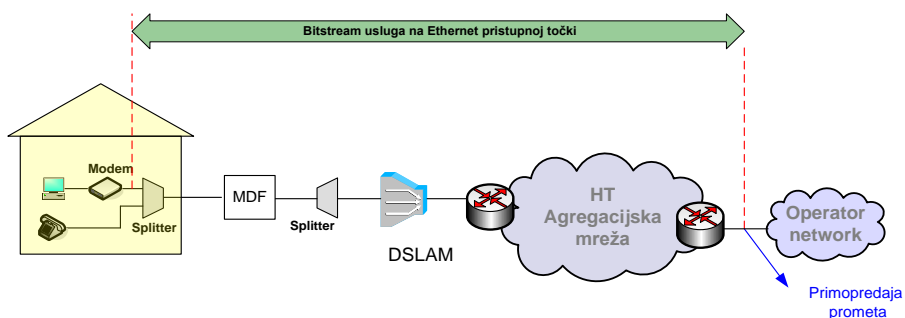 Bitstream usluga na Ethernet pristupnoj točki
Modem
Splitter
MDF
Splitter
DSLAM
HT
Agregacijska
mreža
Operator
network
Primopredaja
prometa